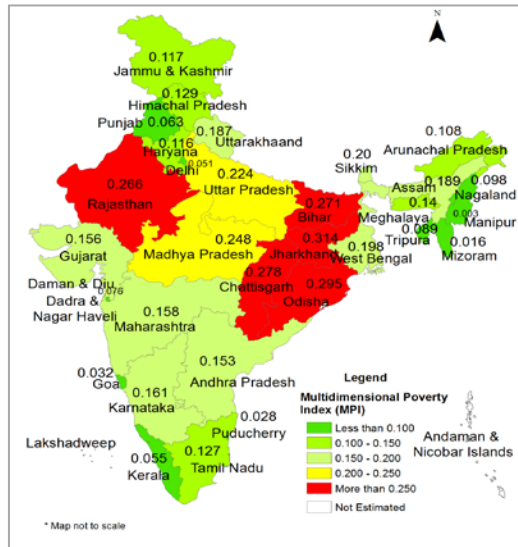 N
0.117
Jammu & Kashmir
0.129
Himachal Pradesh
Punjab 0.063
0.187
Uttarakhaand
0.116
Haryana
Delhi 0.051
0.108
Arunachal Pradesh
0.20
Sikkim
0.266
Rajasthan
0.224
Uttar Pradesh
Assam 0.189
0.098
Nagaland
0.14
Meghalaya
0.003
Manipur
0.271
Bihar
0.089
Tripura
0.016
Mizoram
0.156
Gujarat
0.248
Madhya Pradesh
0.314
Jharkhand
0.198
West Bengal
0.278
Chattisgarh
0.295
Odisha
Daman & Diu
0.076
Dadra &
Nagar Haveli
0.158
Maharashtra
0.153
Andhra Pradesh
0.032
Goa
0.161
Karnataka
0.028
Puducherry
Lakshadweep
0.055
Kerala
0.127
Tamil Nadu
Andaman &
Nicobar Islands
Legend
Multidimensional Poverty
Index (MPI)
Less than 0.100
0.100 - 0.150
0.150 - 0.200
0.200 - 0.250
More than 0.250
Not Estimated
* Map not to scale